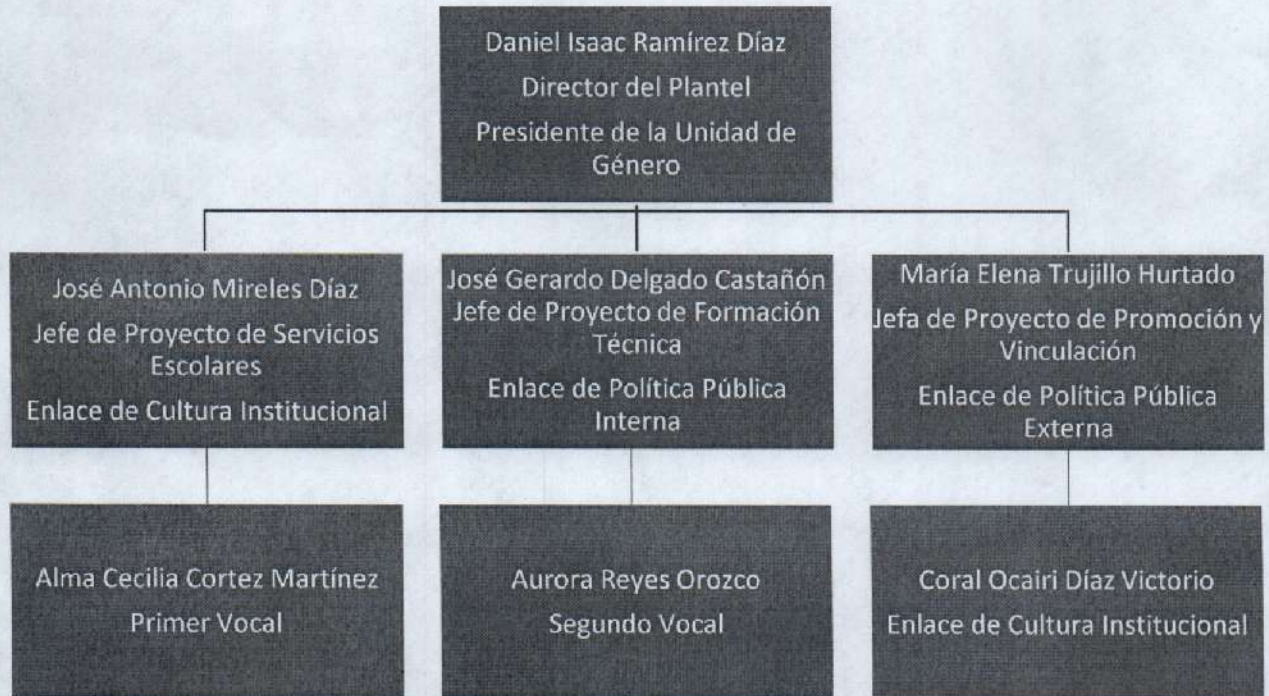 Daniel Isaac Ramírez Díaz
Director del Plantel
Presidente de la Unidad de
Género
José Antonio Mireles Díaz
Jefe de Proyecto de Servicios
Escolares
Enlace de Cultura Institucional
José Gerardo Delgado Castañón
Jefe de Proyecto de Formación
Técnica
Enlace de Política Pública
Interna
María Elena Trujillo Hurtado
Jefa de Proyecto de Promoción y
Vinculación
Enlace de Política Pública
Externa
Alma Cecilia Cortez Martínez
Primer Vocal
Aurora Reyes Orozco
Segundo Vocal
Coral Ocairi Díaz Victorio
Enlace de Cultura Institucional